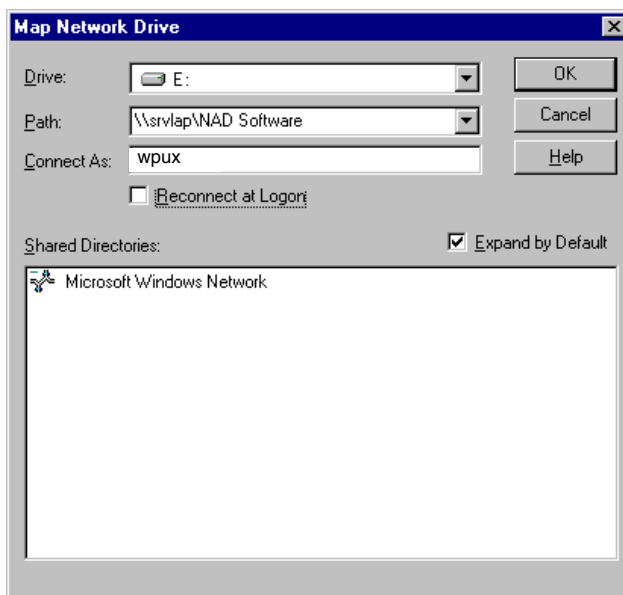 Map Network Drive
Drive: E: OK
Path: \\srvlap\NAD Software Cancel
Connect As: wpux Help
Reconnect at Logon
Shared Directories: Expand by Default
Microsoft Windows Network